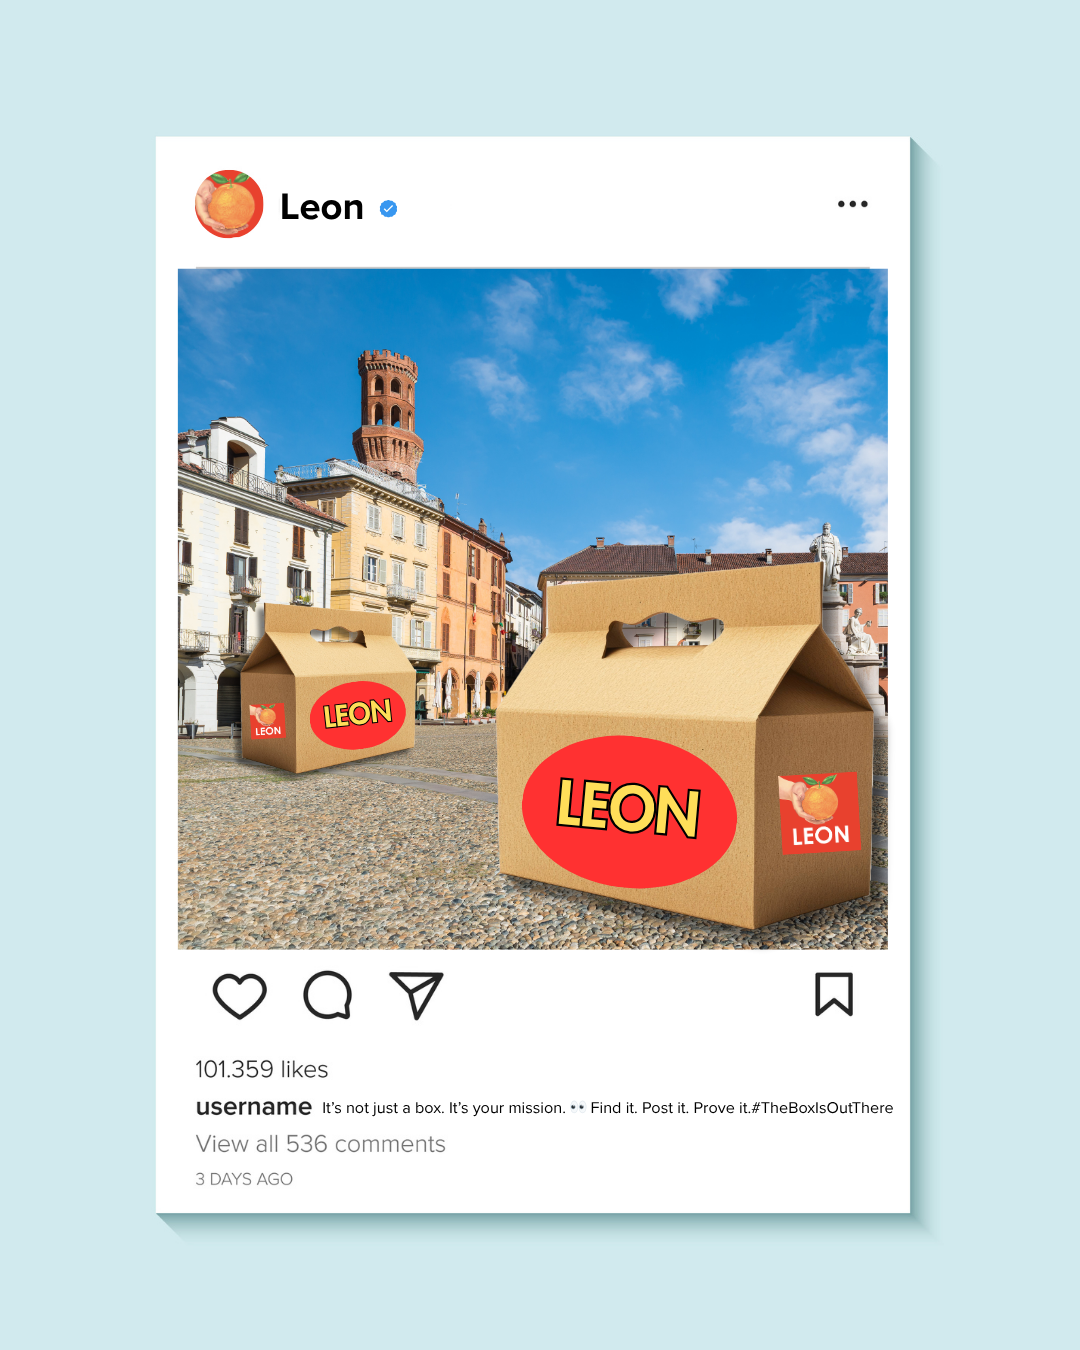 Leon
LEON
LEON
LEON
LEON
101.359 likes
username It's not just a box. It's your mission. 👀 Find it. Post it. Prove it.#TheBoxIsOutThere
View all 536 comments
3 DAYS AGO